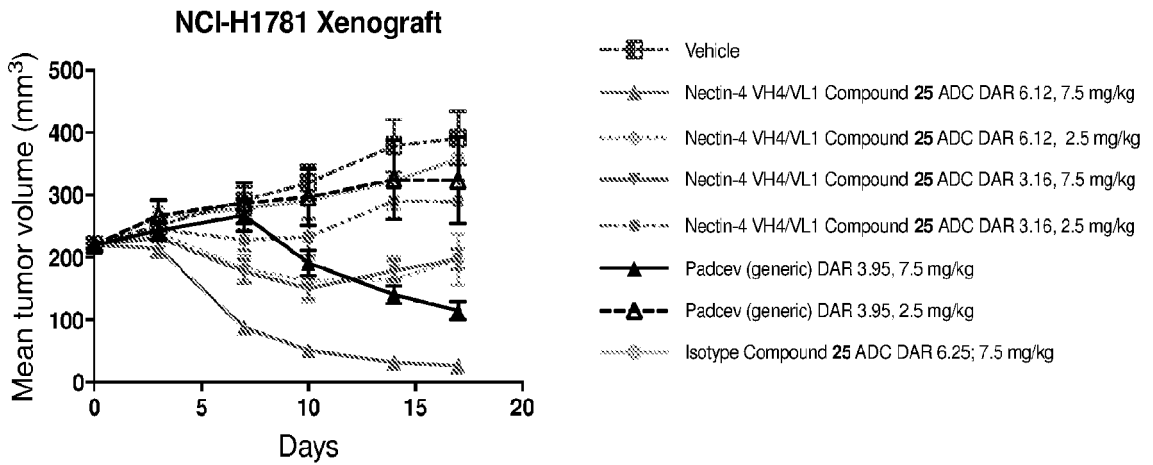 NCI-H1781 Xenograft
Mean tumor volume (mm³)
500
400
300
200
100
0
0
5
10
15
20
Days
Vehicle
Nectin-4 VH4/VL1 Compound 25 ADC DAR 6.12, 7.5 mg/kg
Nectin-4 VH4/VL1 Compound 25 ADC DAR 6.12, 2.5 mg/kg
Nectin-4 VH4/VL1 Compound 25 ADC DAR 3.16, 7.5 mg/kg
Nectin-4 VH4/VL1 Compound 25 ADC DAR 3.16, 2.5 mg/kg
Padcev (generic) DAR 3.95, 7.5 mg/kg
Padcev (generic) DAR 3.95, 2.5 mg/kg
Isotype Compound 25 ADC DAR 6.25; 7.5 mg/kg